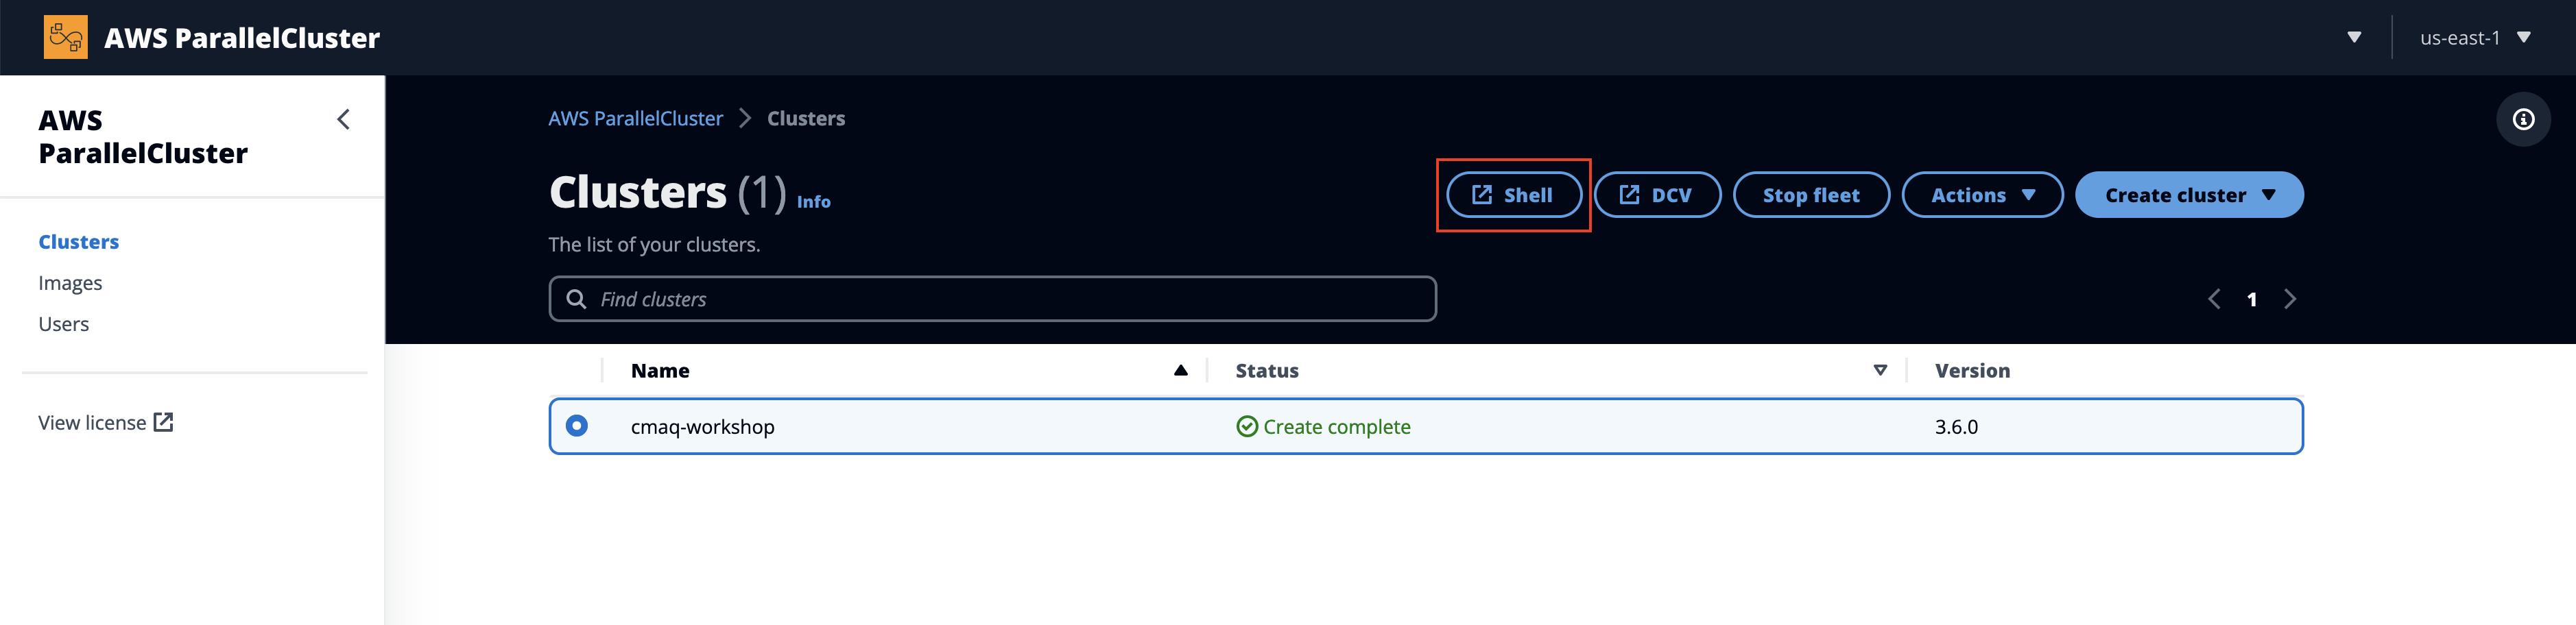 AWS ParallelCluster
us-east-1
AWS
ParallelCluster
Clusters
Images
Users
View license
AWS ParallelCluster > Clusters
Clusters (1) Info
Shell
DCV
Stop fleet
Actions
Create cluster
The list of your clusters.
Find clusters
1
Name Status Version
cmaq-workshop Create complete 3.6.0